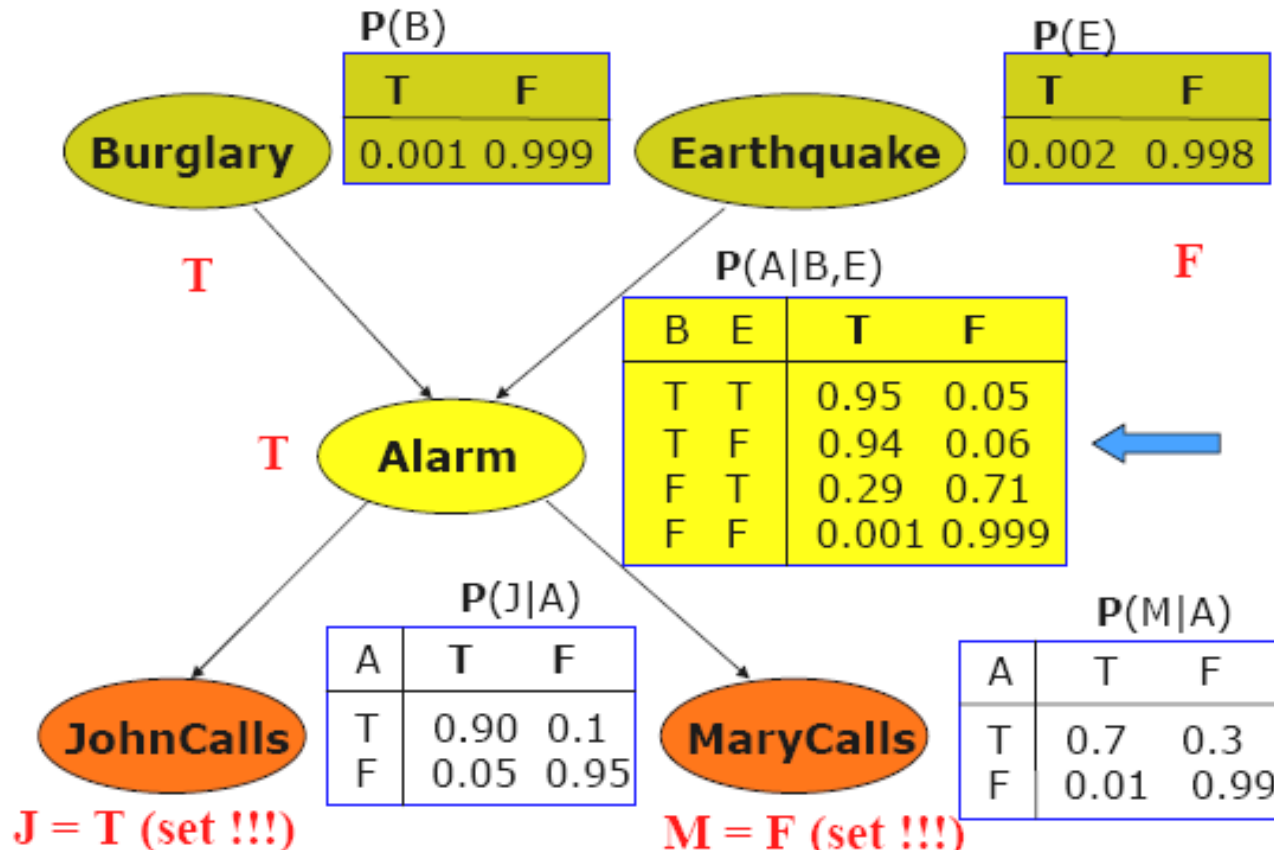 P(B)
T F
0.001 0.999
Burglary
P(E)
T F
0.002 0.998
Earthquake
T
F
P(A|B,E)
B E T F
T T 0.95 0.05
T F 0.94 0.06
F T 0.29 0.71
F F 0.001 0.999
T
Alarm
P(J|A)
A T F
T 0.90 0.1
F 0.05 0.95
JohnCalls
J = T (set !!!)
P(M|A)
A T F
T 0.7 0.3
F 0.01 0.99
MaryCalls
M = F (set !!!)